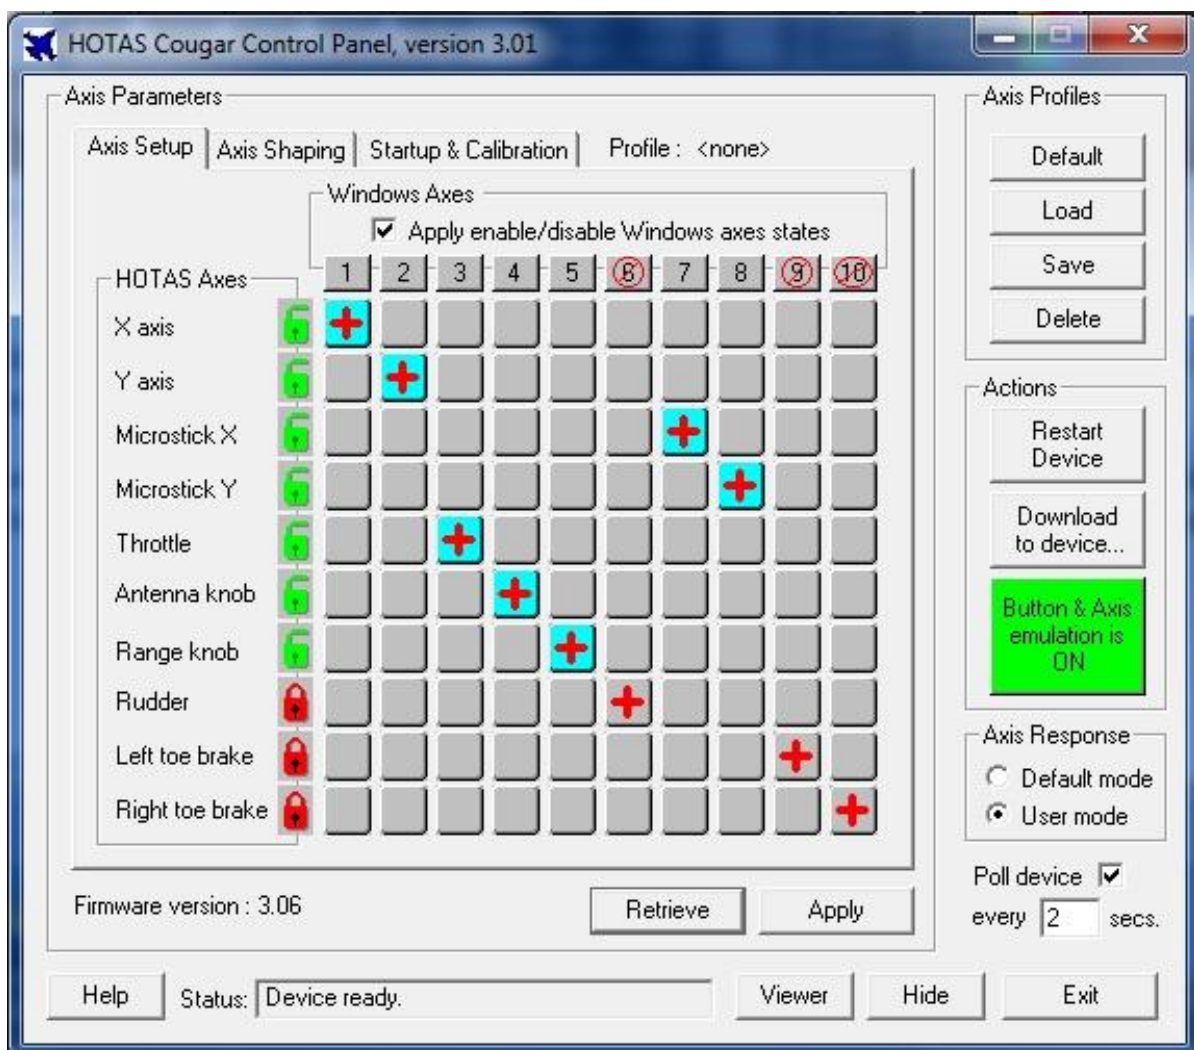 HOTAS Cougar Control Panel, version 3.01
Axis Parameters
Axis Setup
Axis Shaping
Startup & Calibration
Profile : <none>
Windows Axes
Apply enable/disable Windows axes states
HOTAS Axes
1 2 3 4 5 6 7 8 9 10
X axis
Y axis
Microstick X
Microstick Y
Throttle
Antenna knob
Range knob
Rudder
Left toe brake
Right toe brake
Firmware version : 3.06
Retrieve
Apply
Axis Profiles
Default
Load
Save
Delete
Actions
Restart
Device
Download
to device...
Button & Axis
emulation is
ON
Axis Response
Default mode
User mode
Poll device
every 2 secs.
Help
Status: Device ready.
Viewer
Hide
Exit